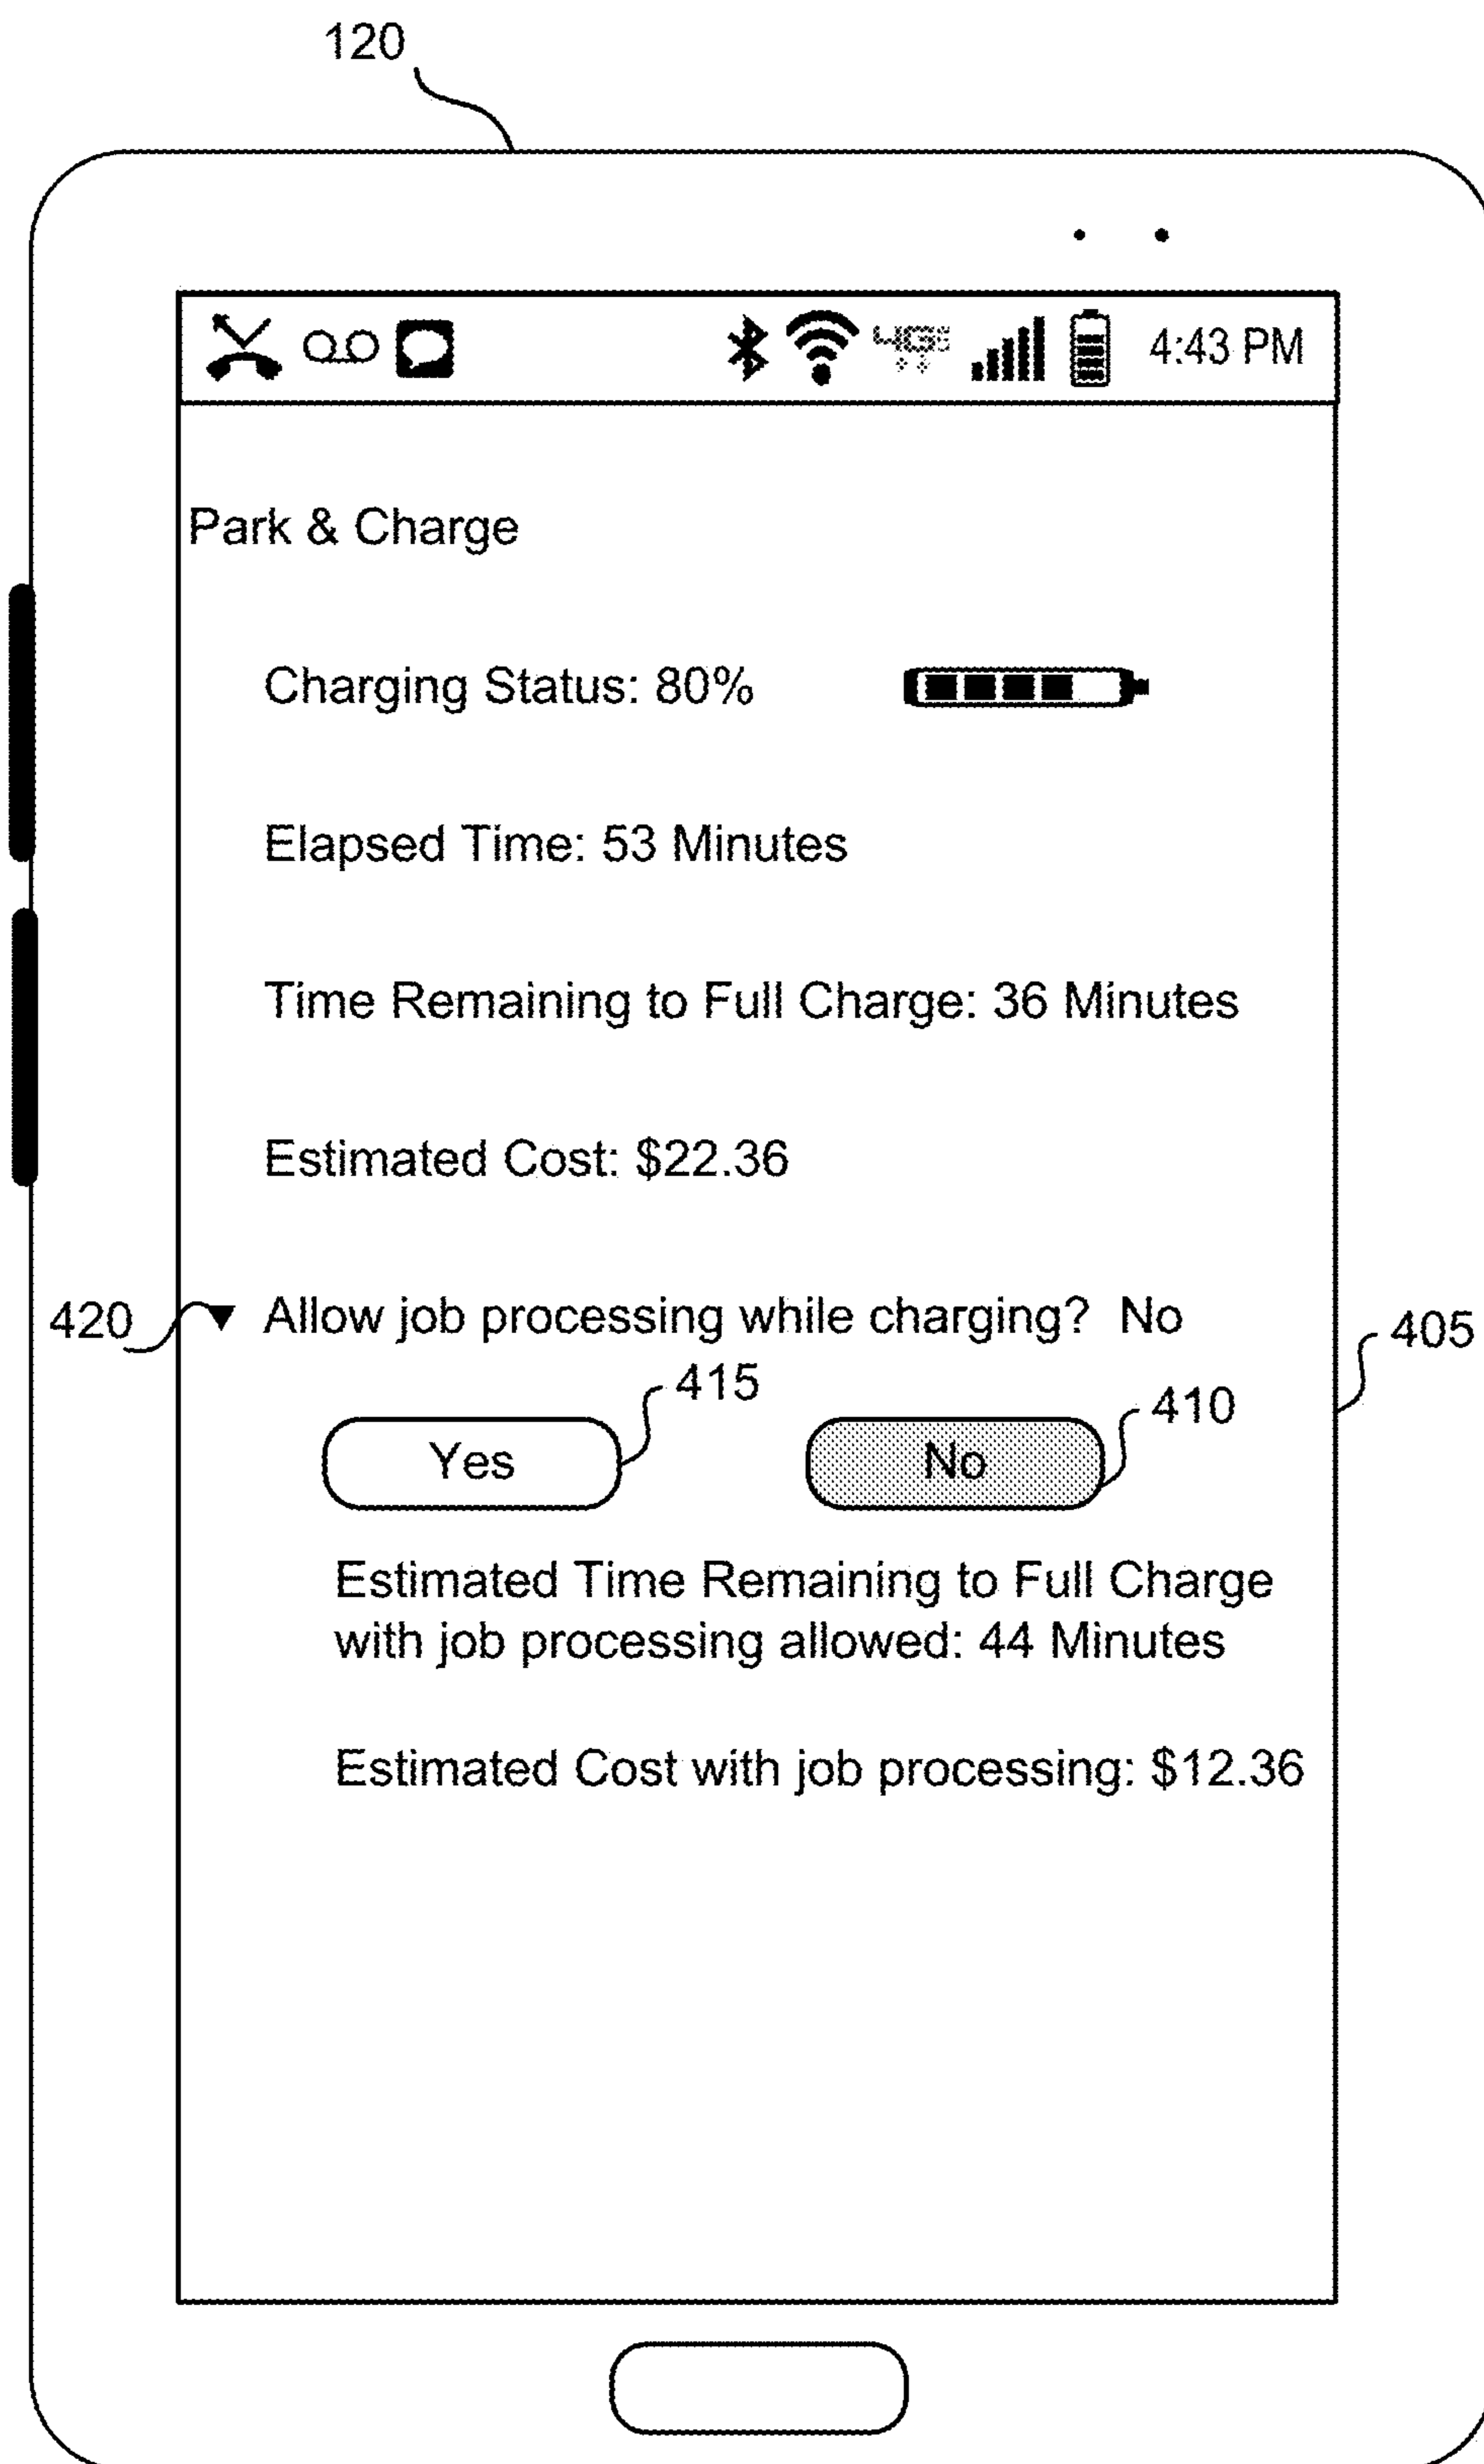 120
4G
4:43 PM
Park & Charge
Charging Status: 80%
Elapsed Time: 53 Minutes
Time Remaining to Full Charge: 36 Minutes
Estimated Cost: $22.36
420
Allow job processing while charging? No
405
415
410
Yes
No
Estimated Time Remaining to Full Charge
with job processing allowed: 44 Minutes
Estimated Cost with job processing: $12.36